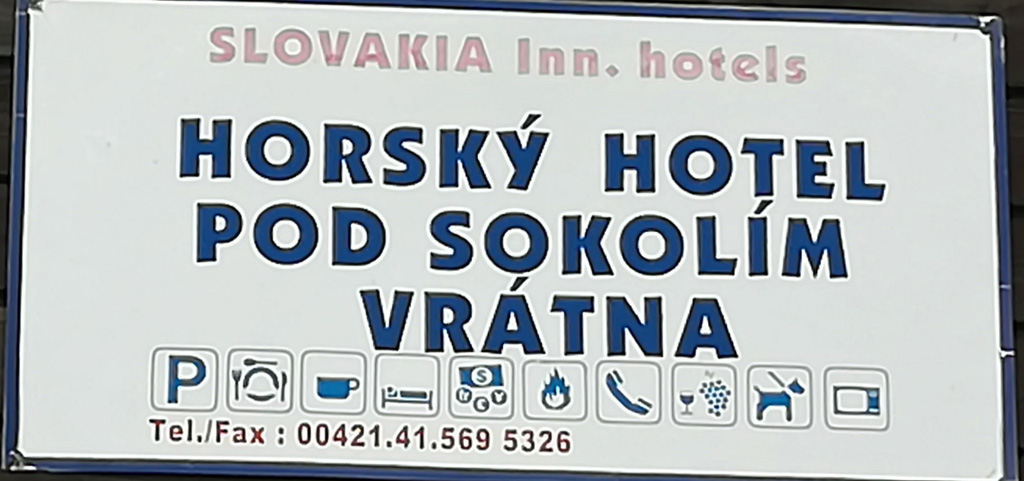 SLOVAKIA Inn. hotels
HORSKÝ HOTEL
POD SOKOLÍM
VRÁTNA
P
Tel./Fax : 00421.41.569 5326